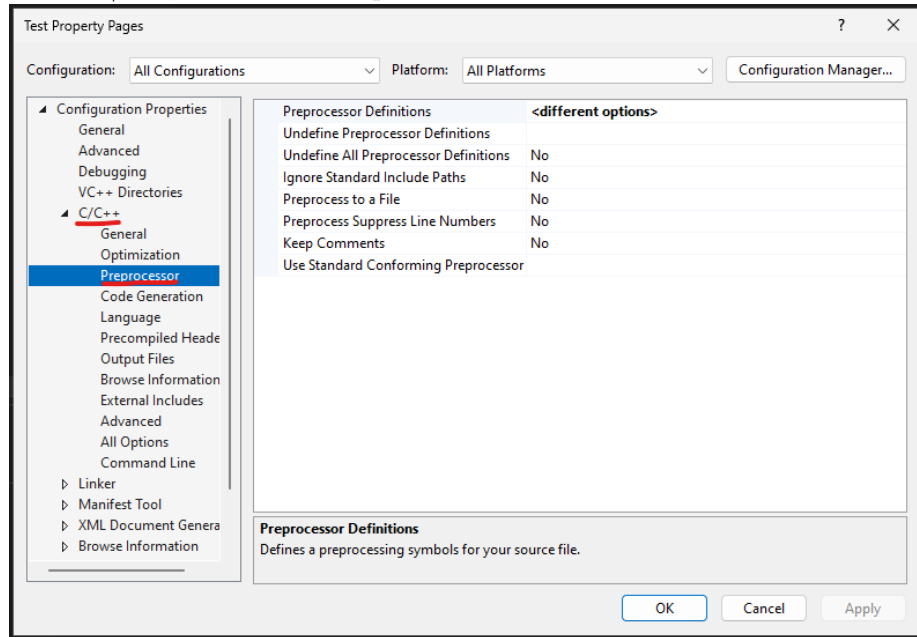 Test Property Pages ? ×
Configuration: All Configurations Platform: All Platforms Configuration Manager...
Configuration Properties
General
Advanced
Debugging
VC++ Directories
C/C++
General
Optimization
Preprocessor
Code Generation
Language
Precompiled Heade
Output Files
Browse Information
External Includes
Advanced
All Options
Command Line
Linker
Manifest Tool
XML Document Genera
Browse Information
Preprocessor Definitions <different options>
Undefine Preprocessor Definitions
Undefine All Preprocessor Definitions No
Ignore Standard Include Paths No
Preprocess to a File No
Preprocess Suppress Line Numbers No
Keep Comments No
Use Standard Conforming Preprocessor
Preprocessor Definitions
Defines a preprocessing symbols for your source file.
OK Cancel Apply